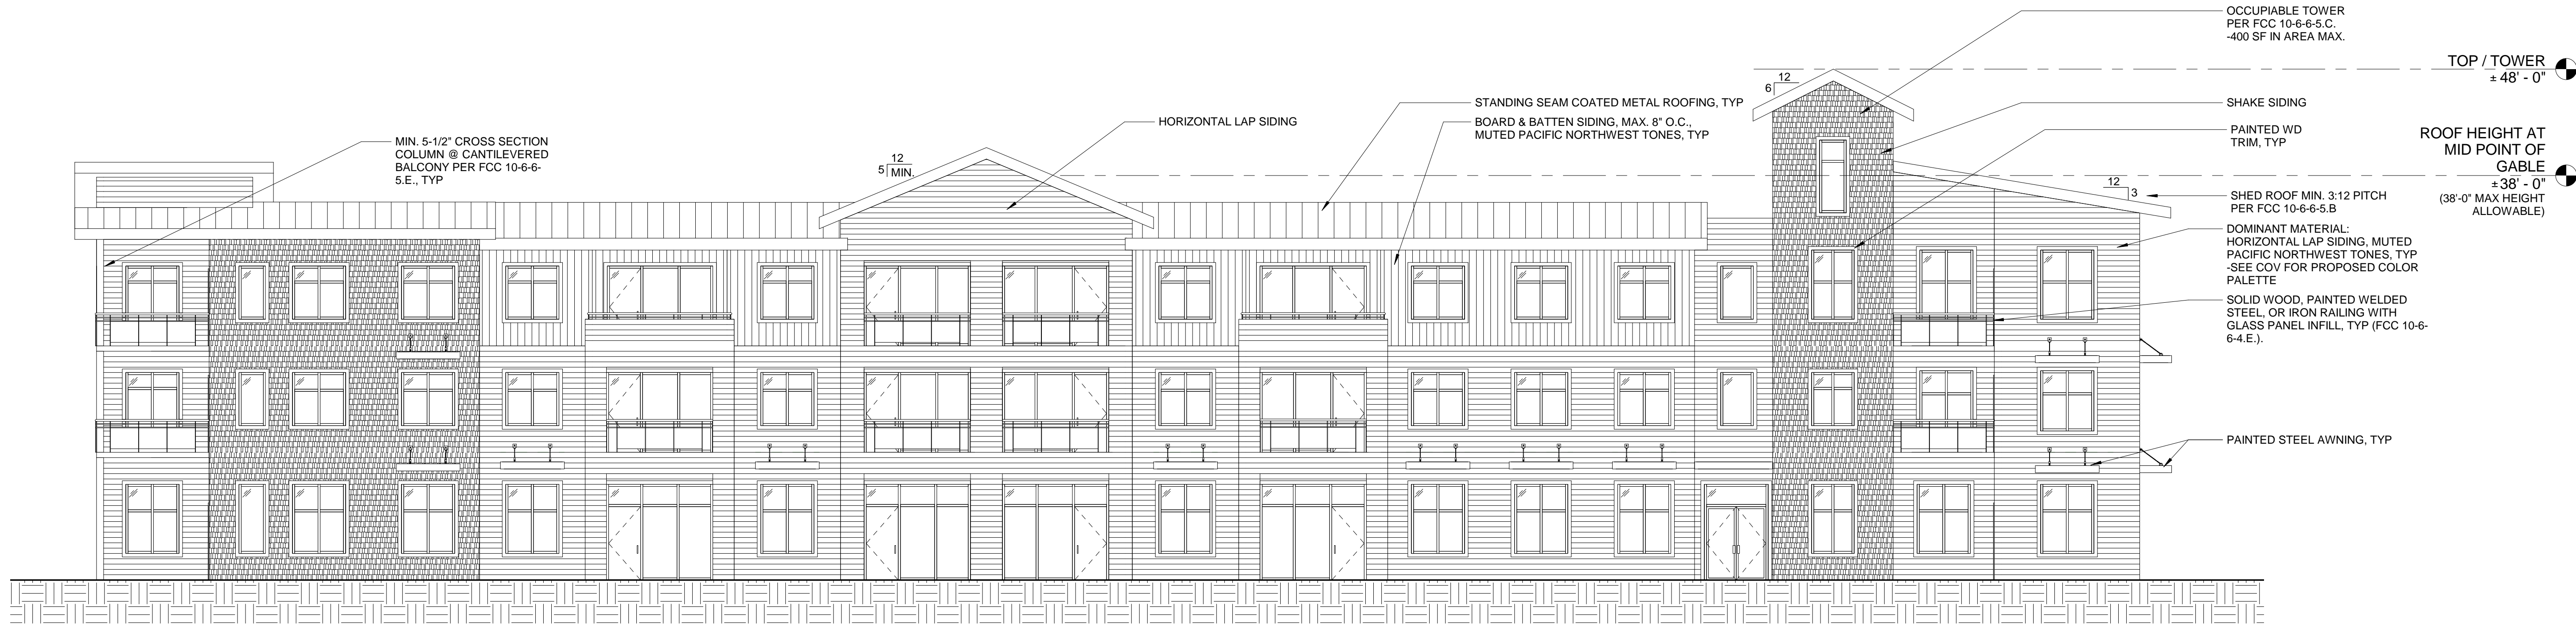 OCCUPIABLE TOWER
PER FCC 10-6-6-5.C.
-400 SF IN AREA MAX.
TOP / TOWER
± 48' - 0"
12
6
STANDING SEAM COATED METAL ROOFING, TYP
SHAKE SIDING
HORIZONTAL LAP SIDING
BOARD & BATTEN SIDING, MAX. 8" O.C.,
MUTED PACIFIC NORTHWEST TONES, TYP
PAINTED WD
TRIM, TYP
ROOF HEIGHT AT
MID POINT OF
GABLE
± 38' - 0"
(38'-0" MAX HEIGHT
ALLOWABLE)
MIN. 5-1/2" CROSS SECTION
COLUMN @ CANTILEVERED
BALCONY PER FCC 10-6-6-
5.E., TYP
12
5
MIN.
12
3
SHED ROOF MIN. 3:12 PITCH
PER FCC 10-6-6-5.B
DOMINANT MATERIAL:
HORIZONTAL LAP SIDING, MUTED
PACIFIC NORTHWEST TONES, TYP
-SEE COV FOR PROPOSED COLOR
PALETTE
SOLID WOOD, PAINTED WELDED
STEEL, OR IRON RAILING WITH
GLASS PANEL INFILL, TYP (FCC 10-6-
6-4.E.).
PAINTED STEEL AWNING, TYP